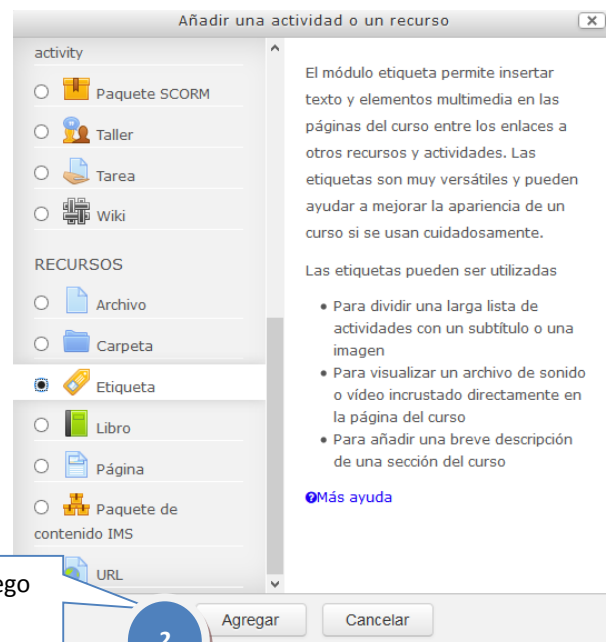 Añadir una actividad o un recurso
activity
Paquete SCORM
Taller
Tarea
Wiki
RECURSOS
Archivo
Carpeta
Etiqueta
Libro
Página
Paquete de
contenido IMS
URL
El módulo etiqueta permite insertar
texto y elementos multimedia en las
páginas del curso entre los enlaces a
otros recursos y actividades. Las
etiquetas son muy versátiles y pueden
ayudar a mejorar la apariencia de un
curso si se usan cuidadosamente.
Las etiquetas pueden ser utilizadas
• Para dividir una larga lista de
actividades con un subtítulo o una
imagen
• Para visualizar un archivo de sonido
o vídeo incrustado directamente en
la página del curso
• Para añadir una breve descripción
de una sección del curso
Más ayuda
Agregar
Cancelar
2